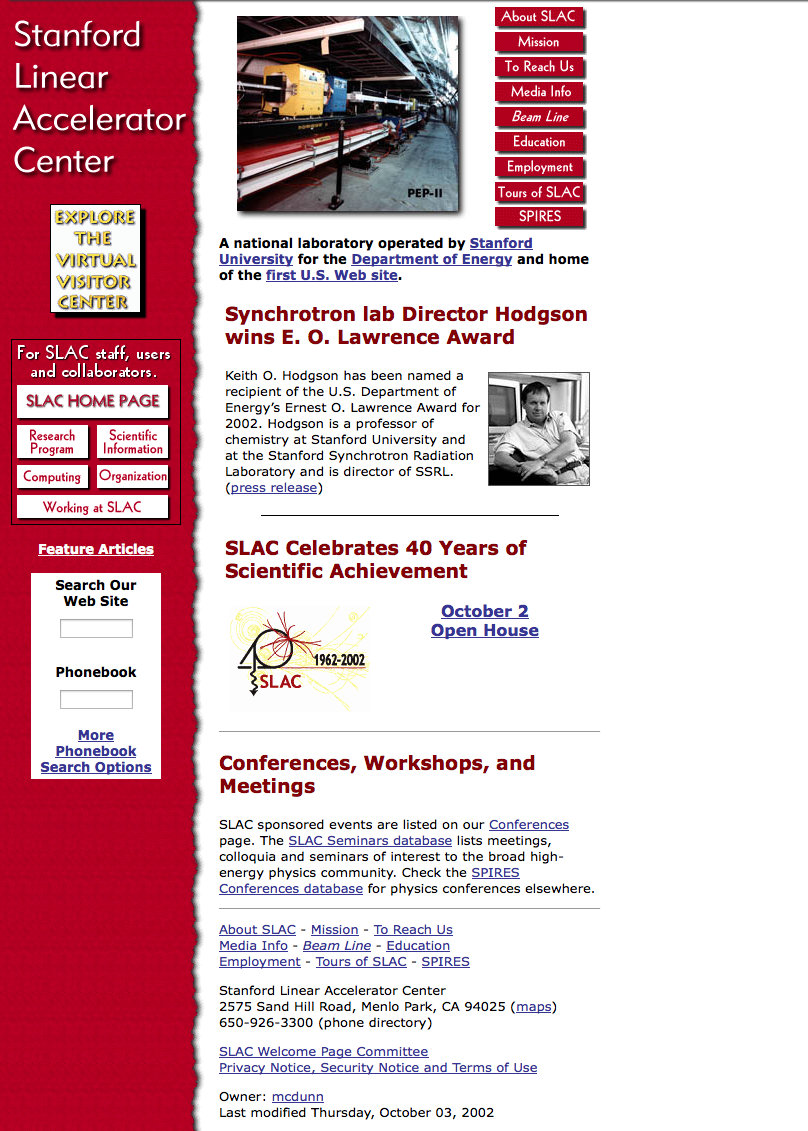 Stanford
Linear
Accelerator
Center
EXPLORE
THE
VIRTUAL
VISITOR
CENTER
For SLAC staff, users
and collaborators.
SLAC HOME PAGE
Research
Program
Scientific
Information
Computing
Organization
Working at SLAC
Feature Articles
Search Our
Web Site
Phonebook
More
Phonebook
Search Options
PEP-II
About SLAC
Mission
To Reach Us
Media Info
Beam Line
Education
Employment
Tours of SLAC
SPIRES
A national laboratory operated by Stanford
University for the Department of Energy and home
of the first U.S. Web site.
Synchrotron lab Director Hodgson
wins E. O. Lawrence Award
Keith O. Hodgson has been named a
recipient of the U.S. Department of
Energy’s Ernest O. Lawrence Award for
2002. Hodgson is a professor of
chemistry at Stanford University and
at the Stanford Synchrotron Radiation
Laboratory and is director of SSRL.
(press release)
SLAC Celebrates 40 Years of
Scientific Achievement
40
1962-2002
SLAC
October 2
Open House
Conferences, Workshops, and
Meetings
SLAC sponsored events are listed on our Conferences
page. The SLAC Seminars database lists meetings,
colloquia and seminars of interest to the broad high-
energy physics community. Check the SPIRES
Conferences database for physics conferences elsewhere.
About SLAC - Mission - To Reach Us
Media Info - Beam Line - Education
Employment - Tours of SLAC - SPIRES
Stanford Linear Accelerator Center
2575 Sand Hill Road, Menlo Park, CA 94025 (maps)
650-926-3300 (phone directory)
SLAC Welcome Page Committee
Privacy Notice, Security Notice and Terms of Use
Owner: mcdunn
Last modified Thursday, October 03, 2002